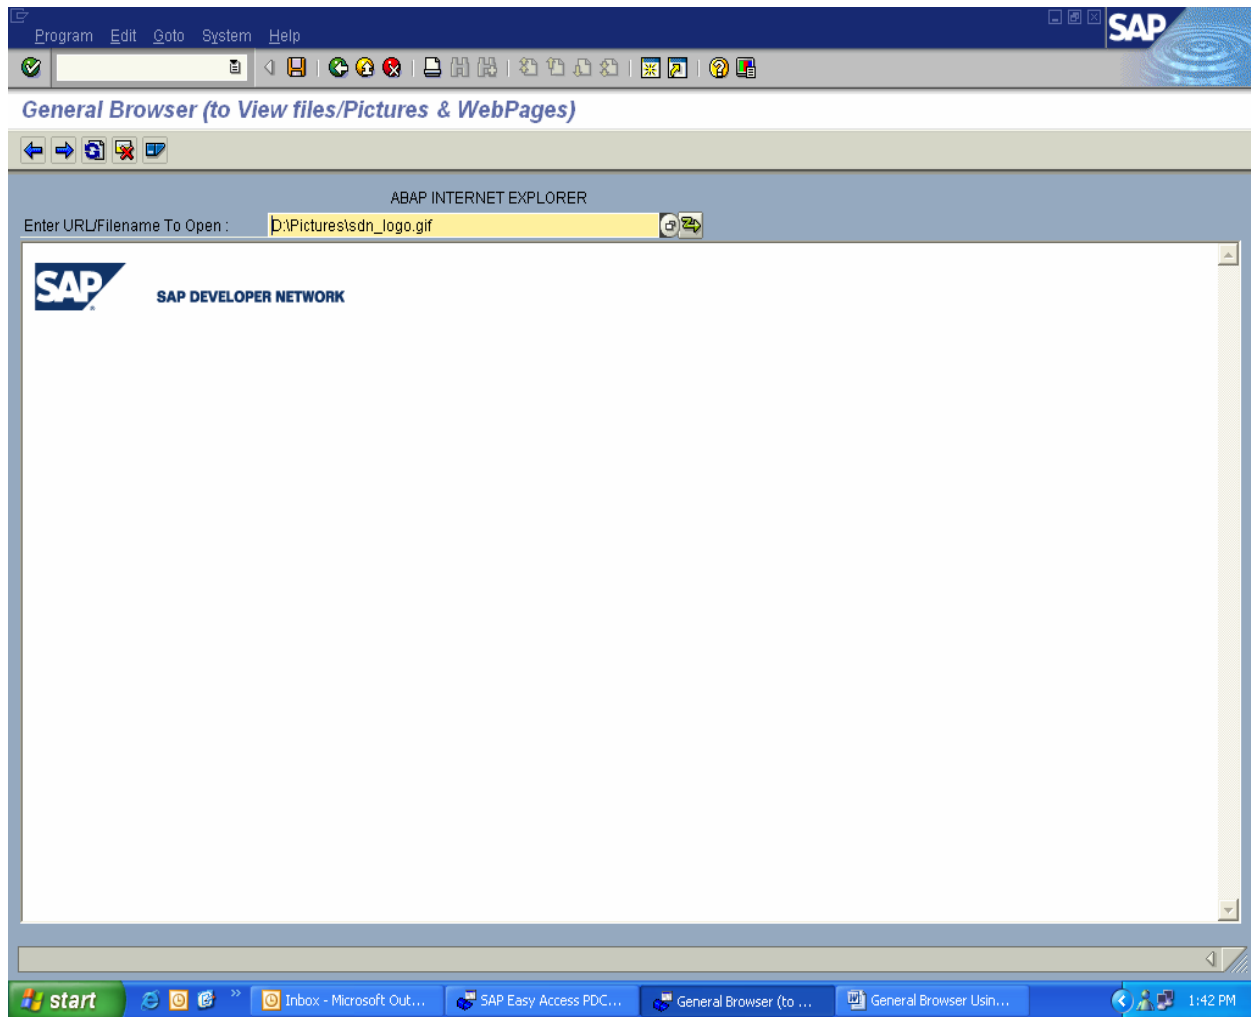 Program Edit Goto System Help
SAP
General Browser (to View files/Pictures & WebPages)
ABAP INTERNET EXPLORER
Enter URL/Filename To Open : D:\Pictures\sdn_logo.gif
SAP
SAP DEVELOPER NETWORK
start Inbox - Microsoft Out... SAP Easy Access PDC... General Browser (to ... General Browser Usin... 1:42 PM